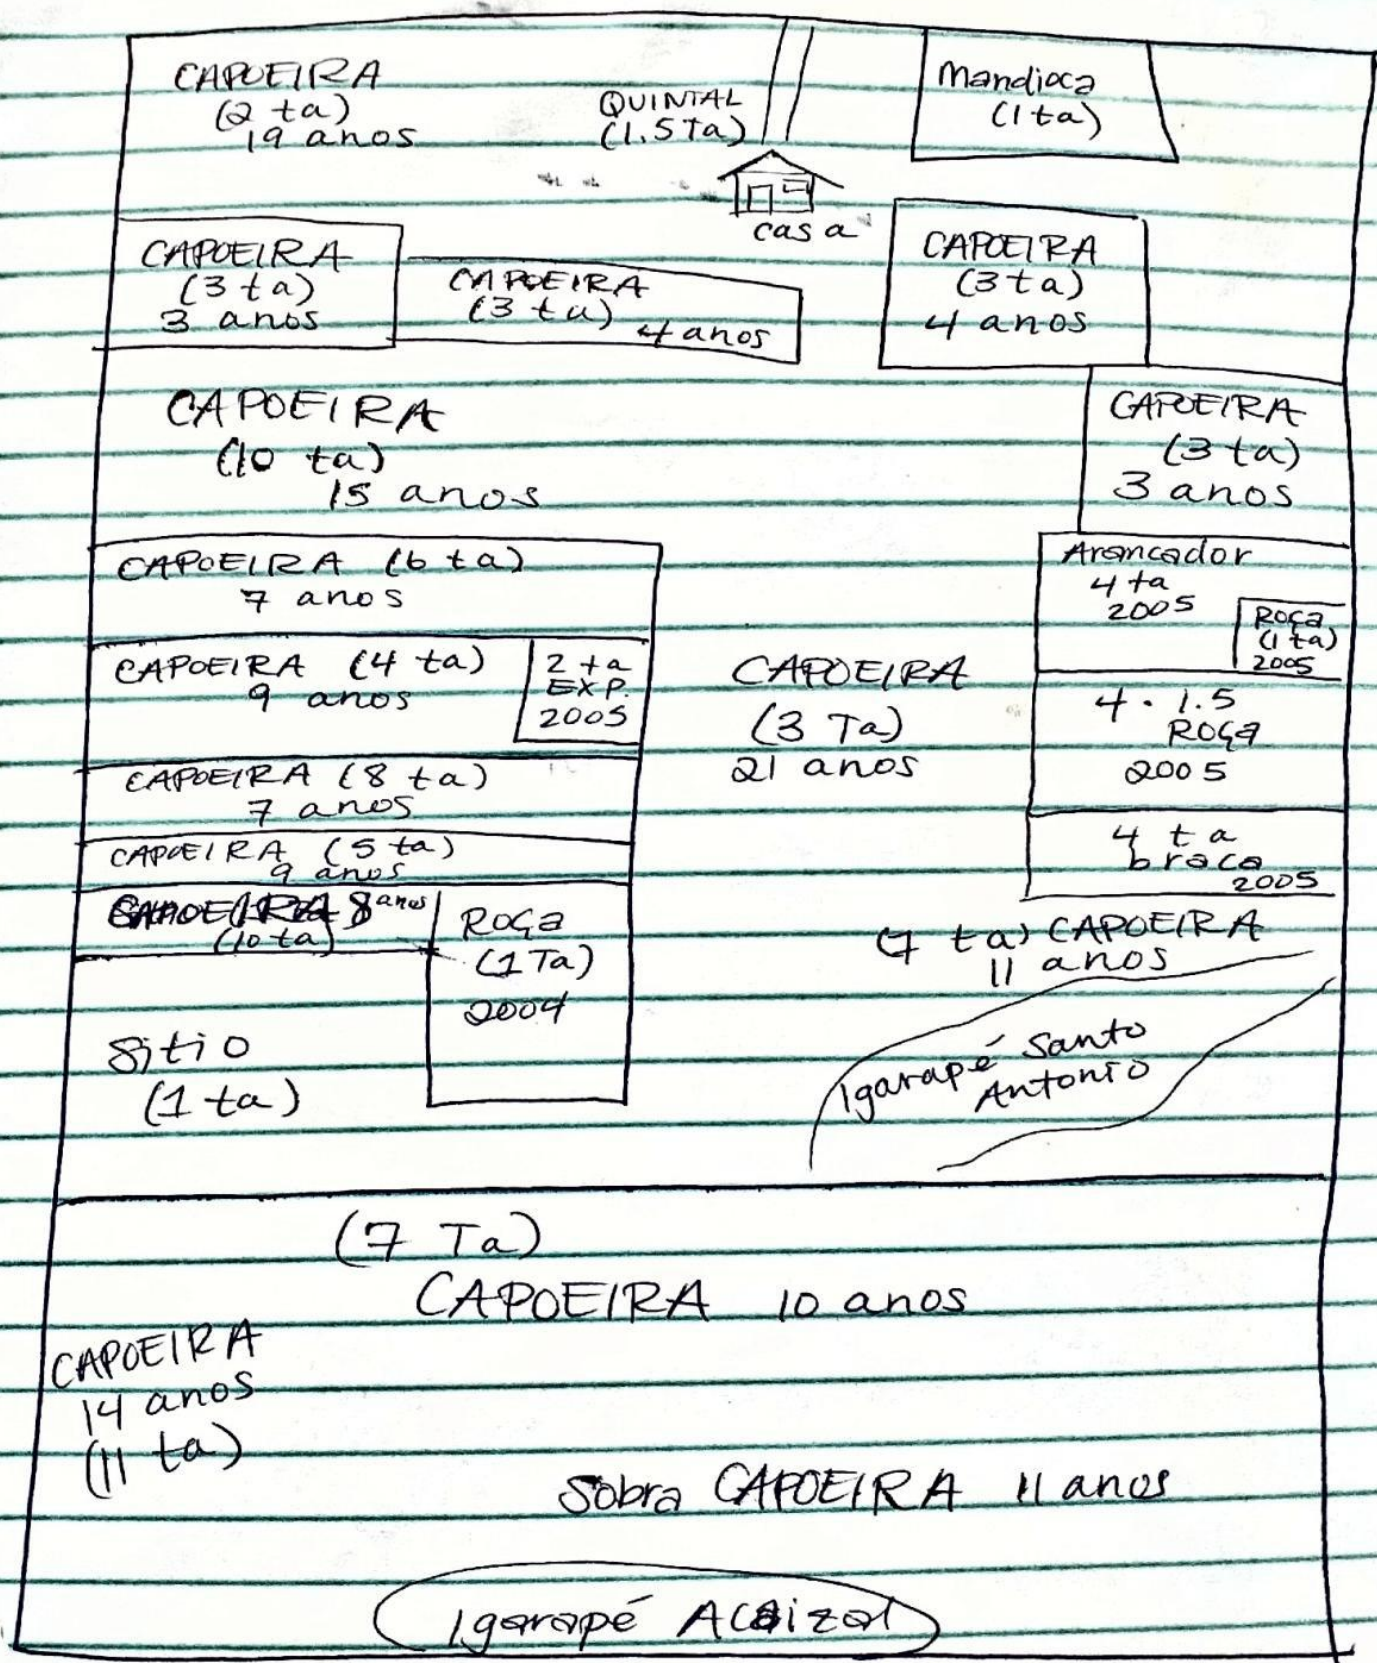 CAPOEIRA
(2 ta)
19 anos
QUINTAL
(1.5 Ta)
Mandioca
(1 ta)
casa
CAPOEIRA
(3 ta)
3 anos
CAPOEIRA
(3 ta)
4 anos
CAPOEIRA
(3 ta)
4 anos
CAPOEIRA
(10 ta)
15 anos
CAPOEIRA
(3 ta)
3 anos
CAPOEIRA (6 ta)
7 anos
Arancador
4 ta
2005
Roça
(1 ta)
2005
CAPOEIRA (4 ta)
9 anos
2 ta
EXP.
2005
CAPOEIRA
(3 Ta)
21 anos
4 . 1.5
ROÇA
2005
CAPOEIRA (8 ta)
7 anos
CAPOEIRA (5 ta)
9 anos
4 ta
braca
2005
CAPOEIRA 8 anos
(10 ta)
ROÇA
(1 Ta)
2004
(7 ta) CAPOEIRA
11 anos
Sitio
(1 ta)
Igarapé Santo
Antonio
(7 Ta)
CAPOEIRA 10 anos
CAPOEIRA
14 anos
(11 ta)
Sobra CAPOEIRA 11 anos
Igarapé Acaizal